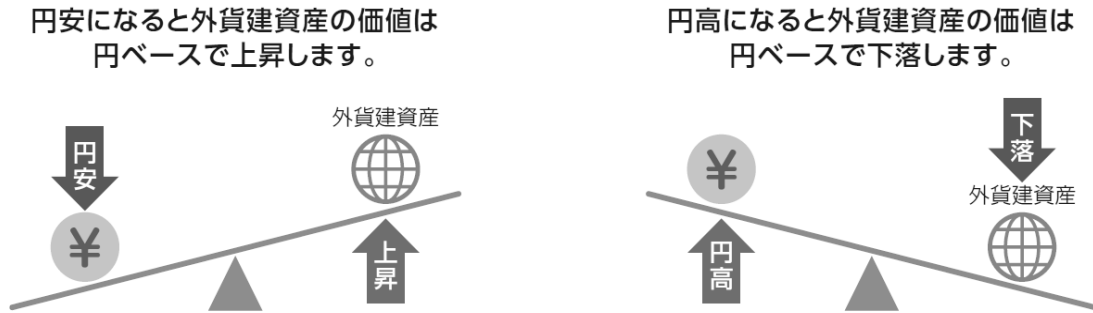 円安になると外貨建資産の価値は
円ベースで上昇します。
外貨建資産
円安
¥
上昇
円高になると外貨建資産の価値は
円ベースで下落します。
下落
¥
外貨建資産
円高